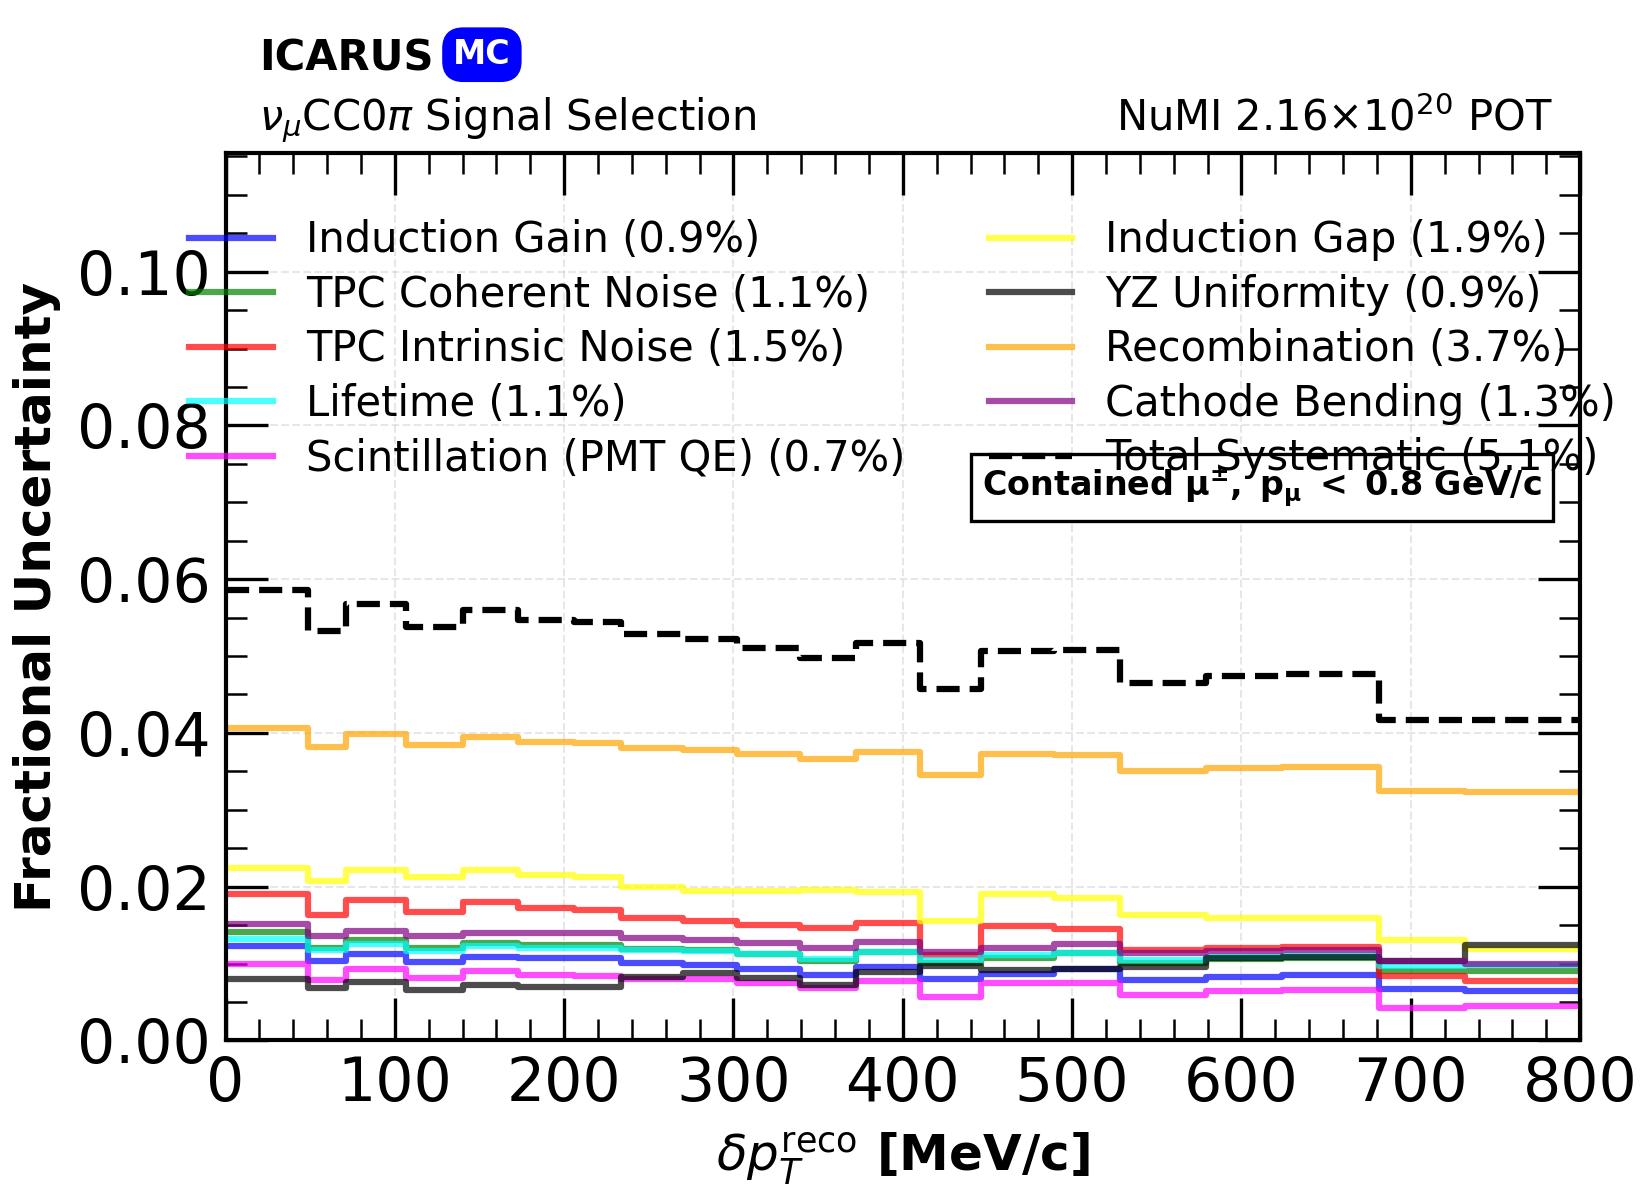 ICARUS MC
νμCC0π Signal Selection
NuMI 2.16×10²⁰ POT
Induction Gain (0.9%)
TPC Coherent Noise (1.1%)
TPC Intrinsic Noise (1.5%)
Lifetime (1.1%)
Scintillation (PMT QE) (0.7%)
Induction Gap (1.9%)
YZ Uniformity (0.9%)
Recombination (3.7%)
Cathode Bending (1.3%)
Total Systematic (5.1%)
Contained μ±, pμ < 0.8 GeV/c
Fractional Uncertainty
0.10
0.08
0.06
0.04
0.02
0.00
0 100 200 300 400 500 600 700 800
δp_T^reco [MeV/c]